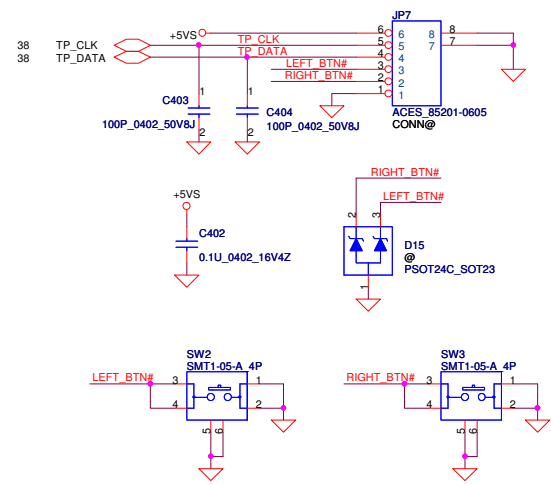 JP7
+5VS
6 6 8 8
38 TP_CLK TP_CLK 5 5 7 7
38 TP_DATA TP_DATA 4 4
LEFT_BTN# 3 3
RIGHT_BTN# 2 2
1 1
C403 1
C404 1
ACES_85201-0605
CONN@
100P_0402_50V8J 2
100P_0402_50V8J 2
RIGHT_BTN#
LEFT_BTN#
+5VS
2 3
C402
0.1U_0402_16V4Z
D15
@
PSOT24C_SOT23
1
SW2
SMT1-05-A_4P
LEFT_BTN# 3 1
4 2
5 6
SW3
SMT1-05-A_4P
RIGHT_BTN# 3 1
4 2
5 6